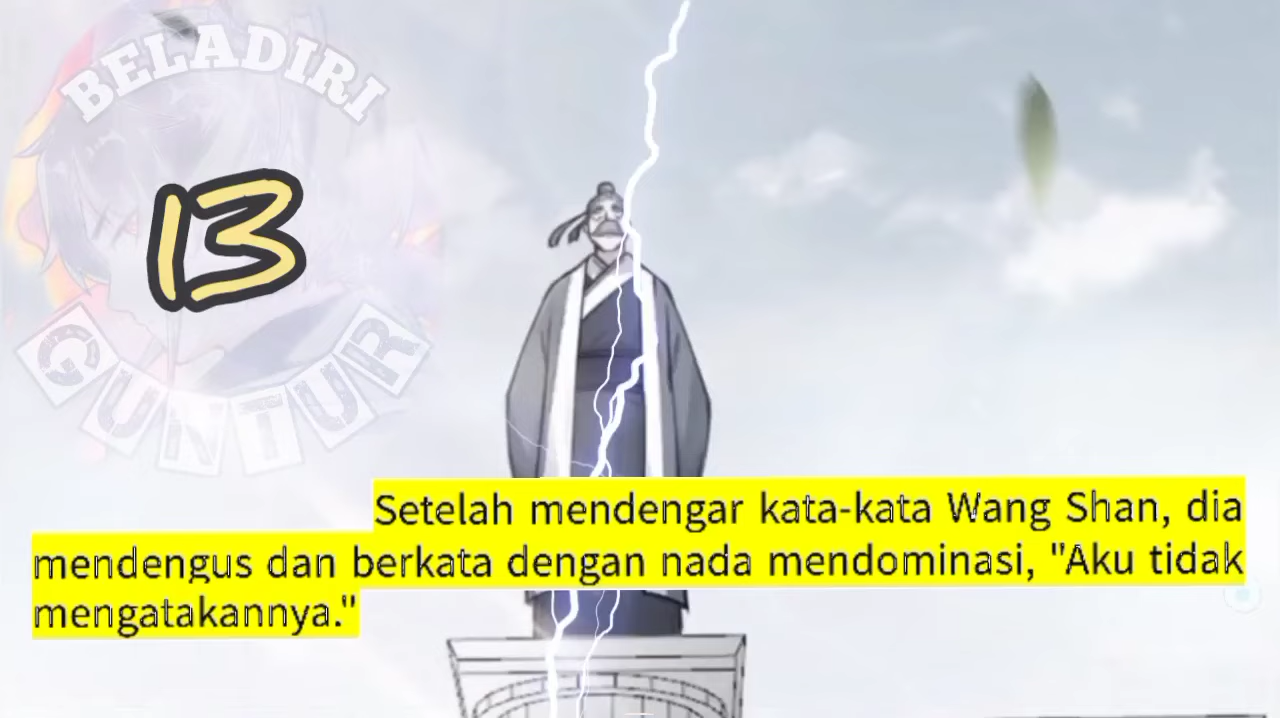 BELADIRI
13
GUNTUR
Setelah mendengar kata-kata Wang Shan, dia
mendengus dan berkata dengan nada mendominasi, "Aku tidak
mengatakannya."